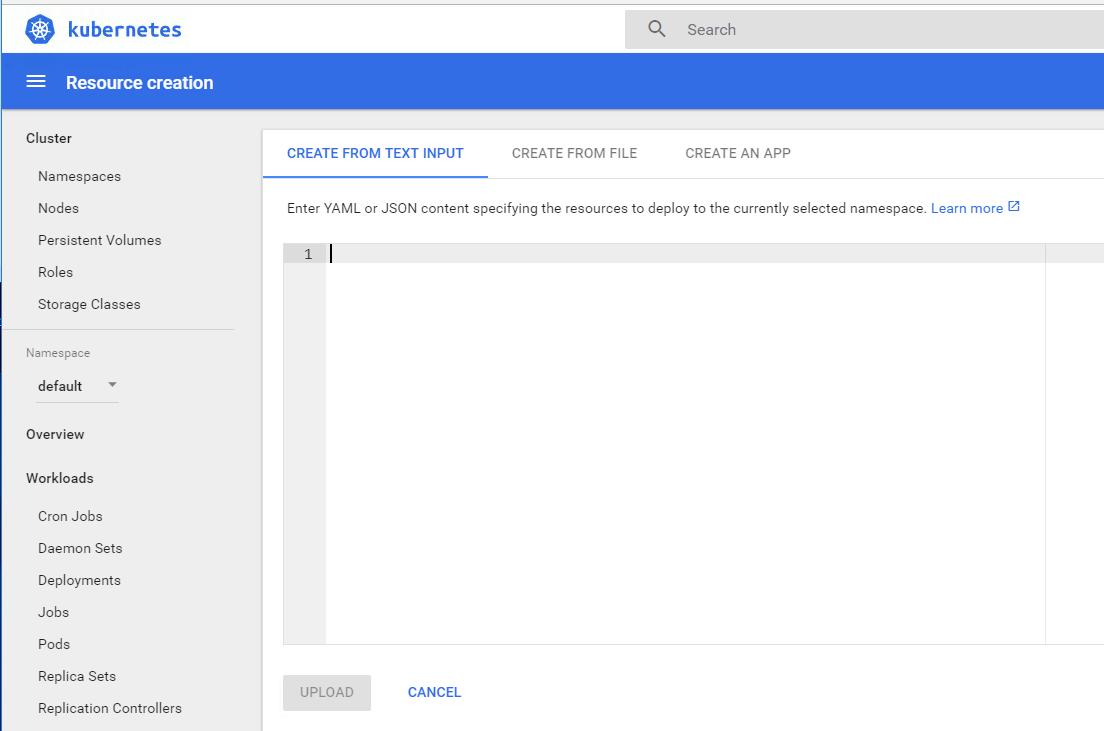 kubernetes
Search
Resource creation
Cluster
Namespaces
Nodes
Persistent Volumes
Roles
Storage Classes
Namespace
default
Overview
Workloads
Cron Jobs
Daemon Sets
Deployments
Jobs
Pods
Replica Sets
Replication Controllers
CREATE FROM TEXT INPUT CREATE FROM FILE CREATE AN APP
Enter YAML or JSON content specifying the resources to deploy to the currently selected namespace. Learn more
1
UPLOAD CANCEL